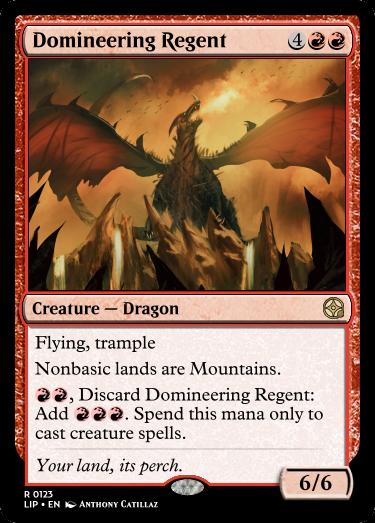 Domineering Regent 4
Creature — Dragon
Flying, trample
Nonbasic lands are Mountains.
, Discard Domineering Regent:
Add . Spend this mana only to
cast creature spells.
Your land, its perch.
6/6
R 0123
LIP • EN Anthony Catillaz